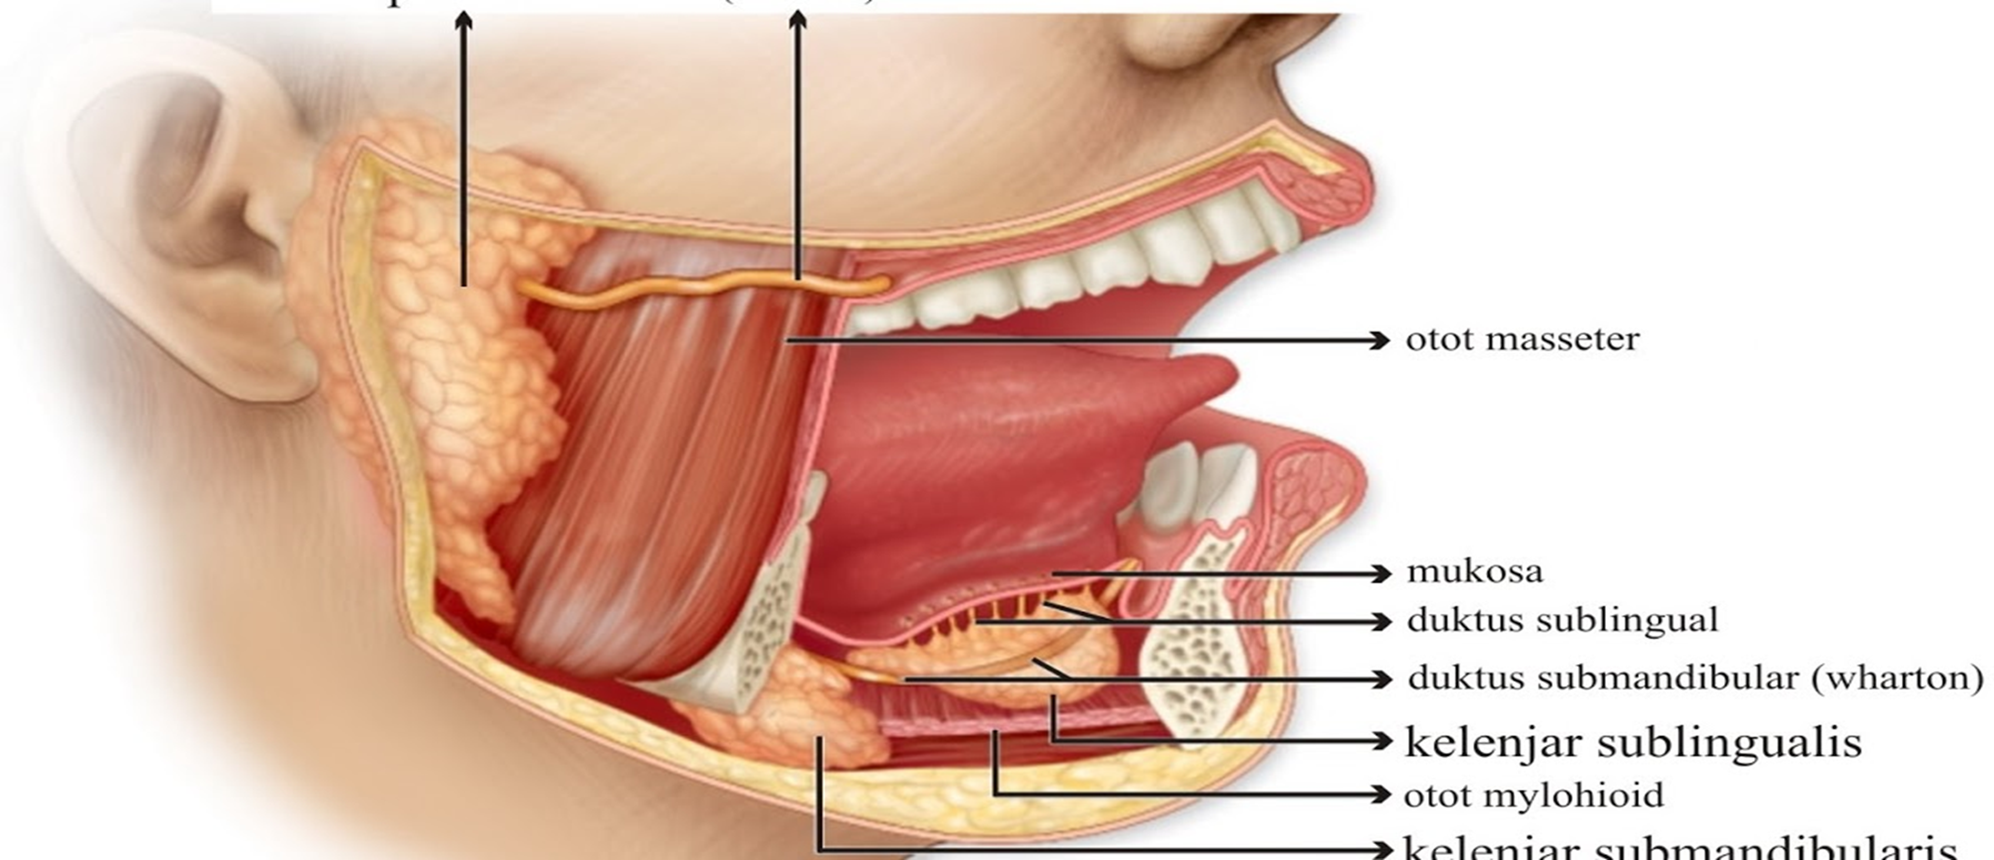 otot masseter
mukosa
duktus sublingual
duktus submandibular (wharton)
kelenjar sublingualis
otot mylohioid
kelenjar submandibularis